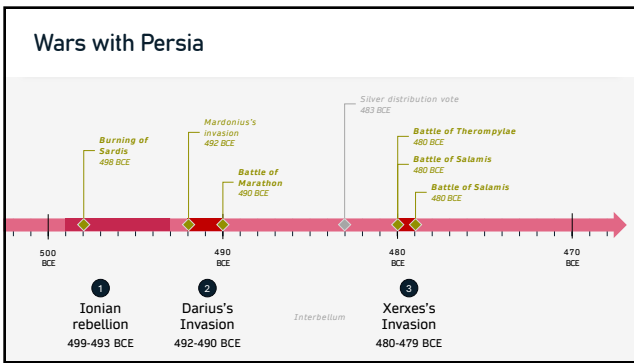 Wars with Persia
Silver distribution vote
483 BCE
Mardonius's
invasion
492 BCE
Burning of
Sardis
498 BCE
Battle of Therompylae
480 BCE
Battle of Salamis
480 BCE
Battle of Marathon
490 BCE
Battle of Salamis
480 BCE
500
BCE
490
BCE
480
BCE
470
BCE
1
Ionian
rebellion
499-493 BCE
2
Darius's
Invasion
492-490 BCE
Interbellum
3
Xerxes's
Invasion
480-479 BCE